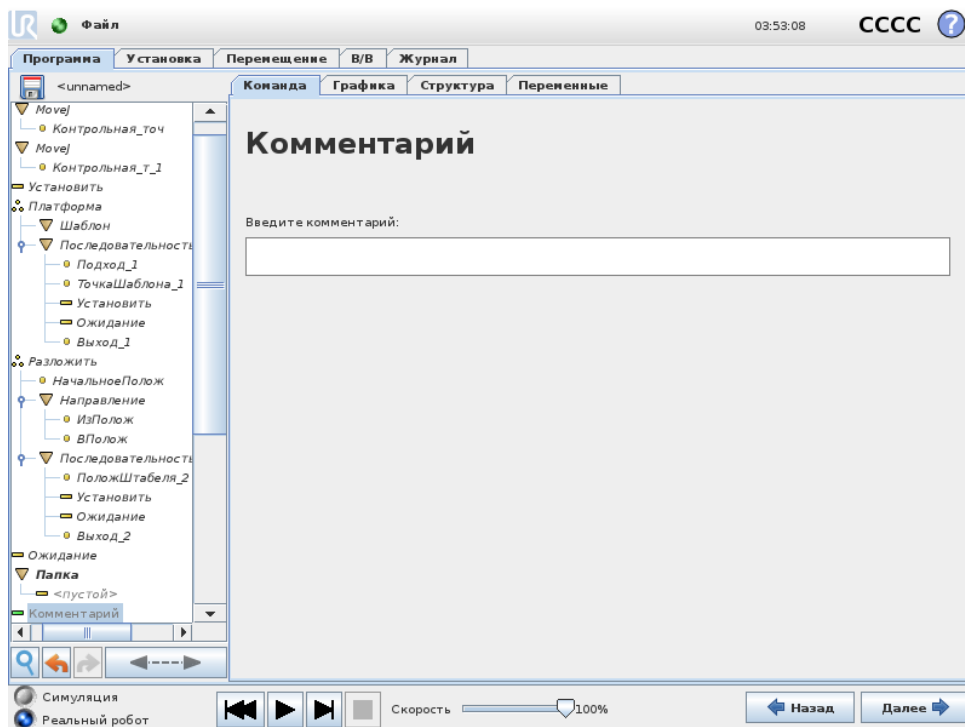 UR Файл 03:53:08 CCCC ?
Программа Установка Перемещение В/В Журнал
<unnamed> Команда Графика Структура Переменные
MoveJ
Контрольная_точ
MoveJ
Контрольная_т_1
Установить
Платформа
Шаблон
Последовательность
Подход_1
ТочкаШаблона_1
Установить
Ожидание
Выход_1
Разложить
НачальноеПолож
Направление
ИзПолож
ВПолож
Последовательность
ПоложШтабеля_2
Установить
Ожидание
Выход_2
Ожидание
Папка
<пустой>
Комментарий
Комментарий
Введите комментарий:
Симуляция
Реальный робот
Скорость 100%
Назад Далее